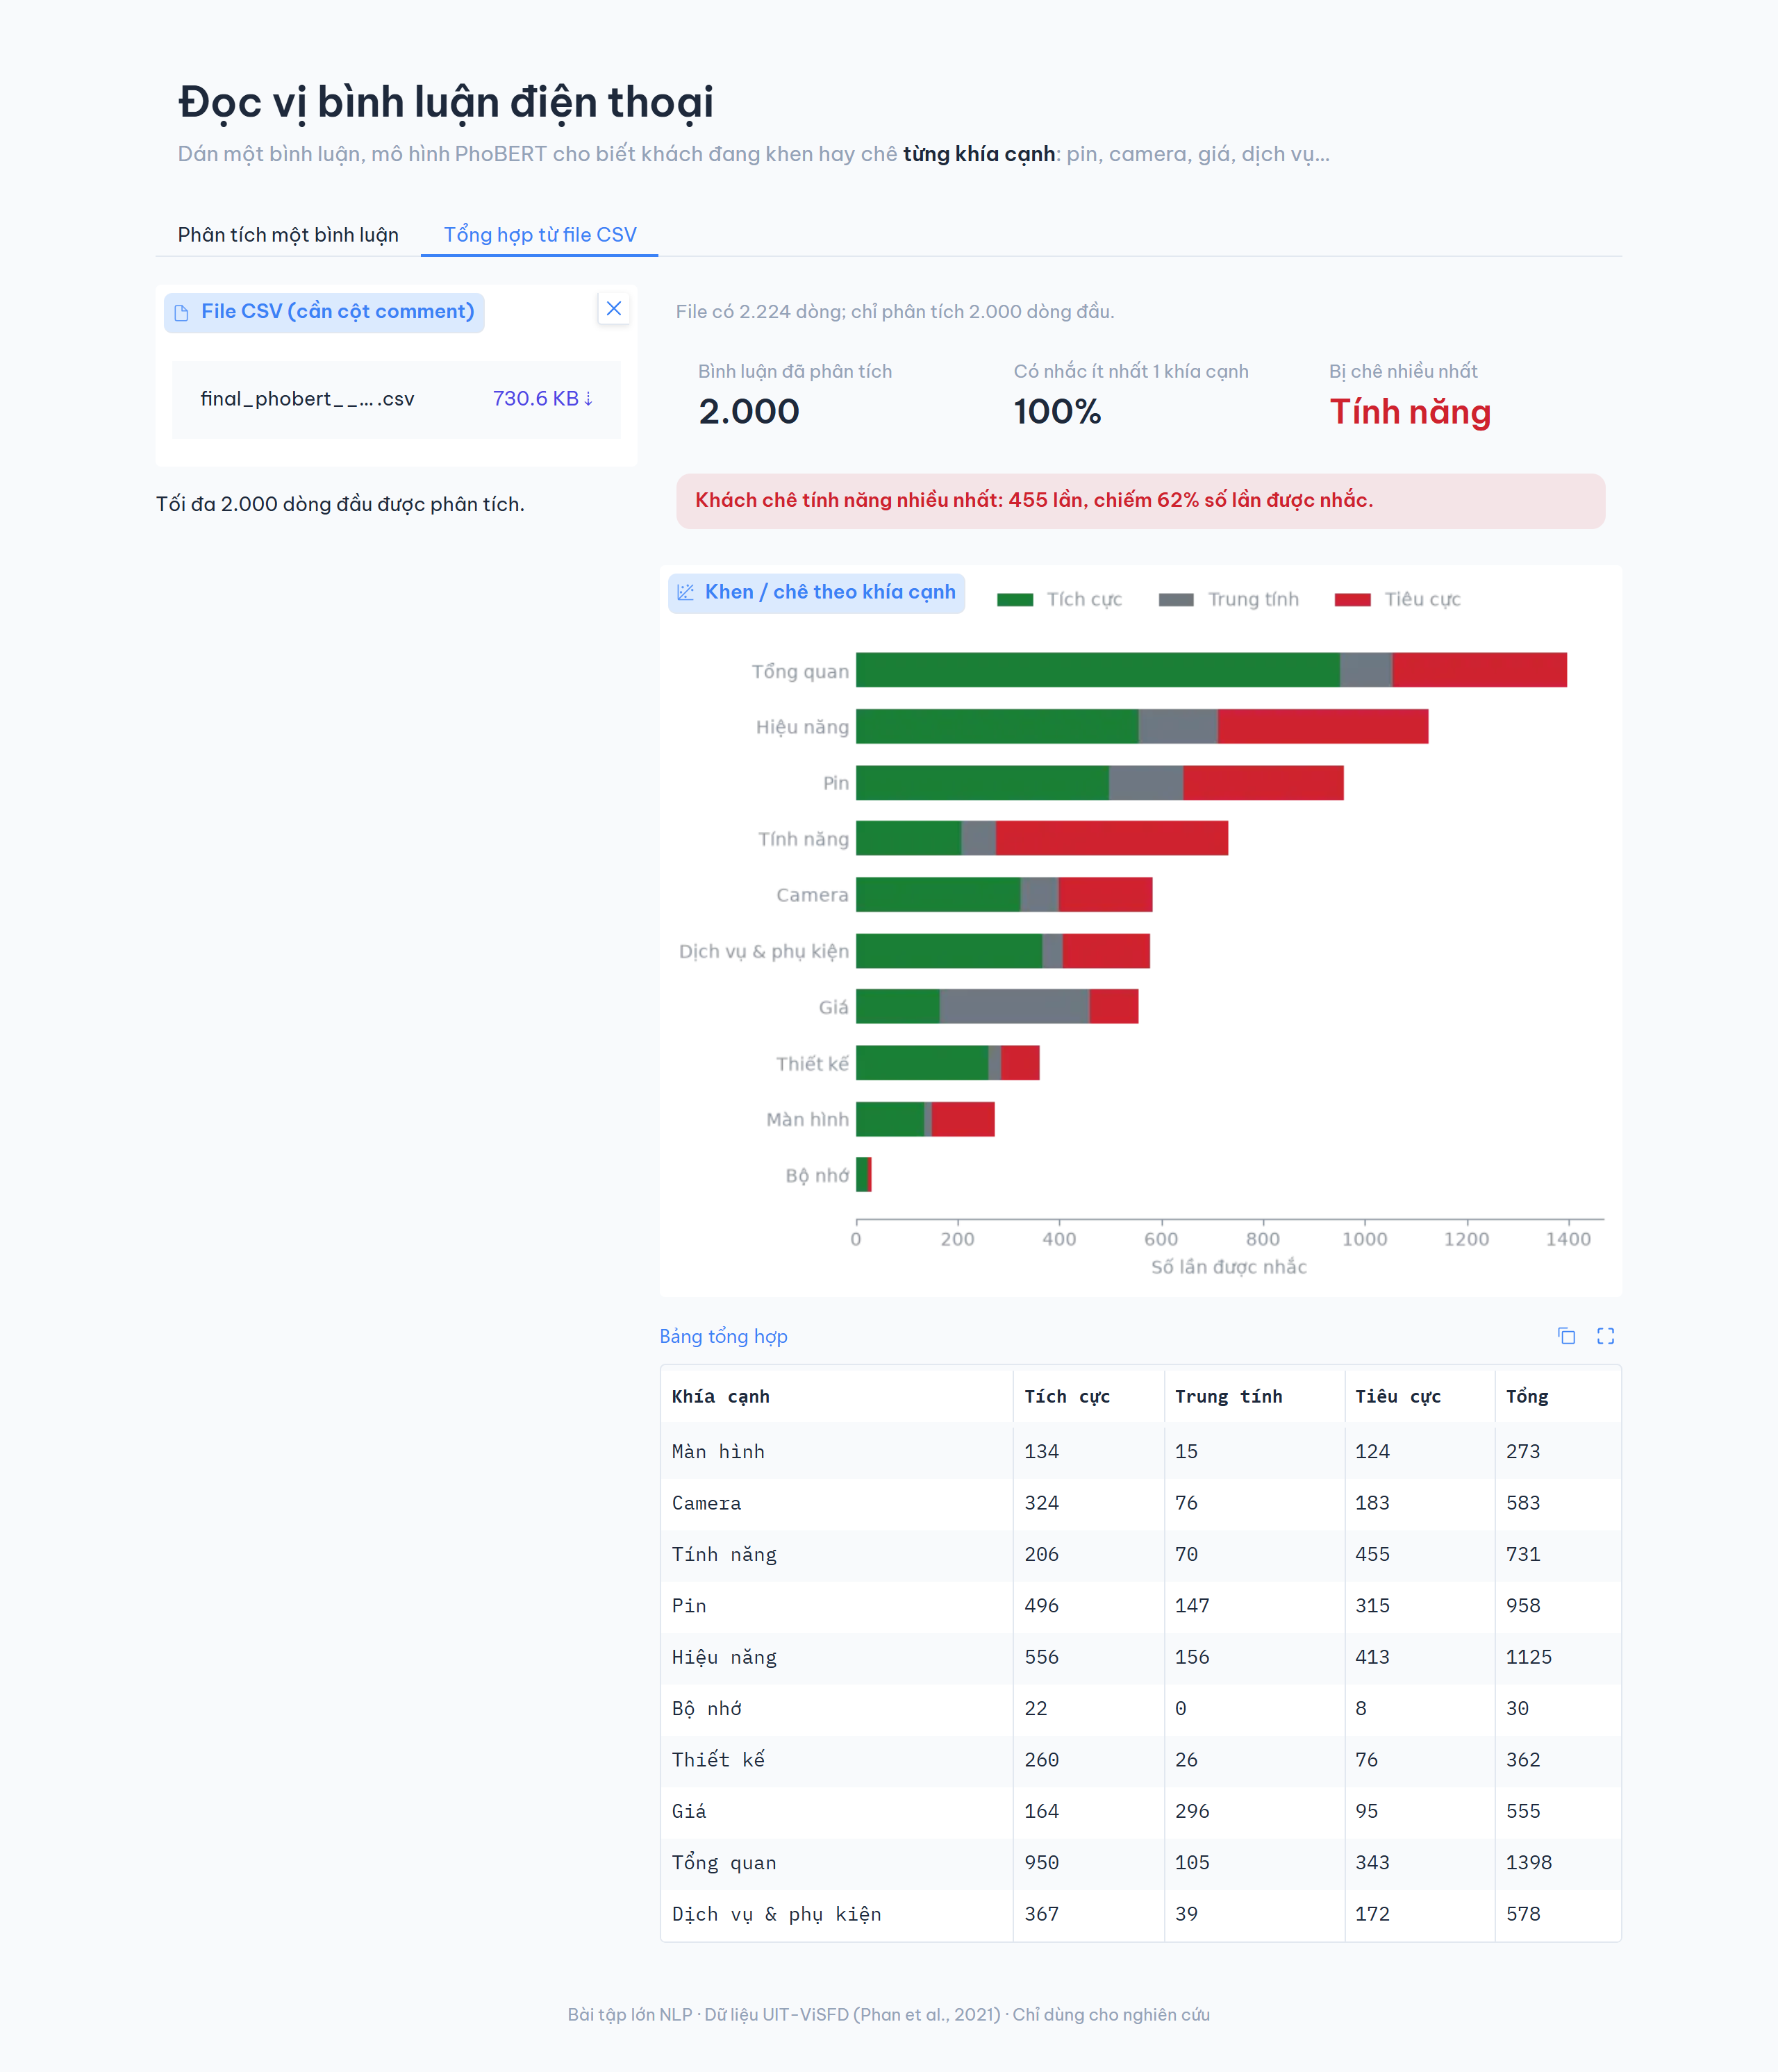 Đọc vị bình luận điện thoại
Dán một bình luận, mô hình PhoBERT cho biết khách đang khen hay chê từng khía cạnh: pin, camera, giá, dịch vụ...
Phân tích một bình luận
Tổng hợp từ file CSV
File CSV (cần cột comment)
final_phobert__... .csv
730.6 KB ⇣
Tối đa 2.000 dòng đầu được phân tích.
File có 2.224 dòng; chỉ phân tích 2.000 dòng đầu.
Bình luận đã phân tích
2.000
Có nhắc ít nhất 1 khía cạnh
100%
Bị chê nhiều nhất
Tính năng
Khách chê tính năng nhiều nhất: 455 lần, chiếm 62% số lần được nhắc.
Khen / chê theo khía cạnh
Tích cực Trung tính Tiêu cực
Tổng quan
Hiệu năng
Pin
Tính năng
Camera
Dịch vụ & phụ kiện
Giá
Thiết kế
Màn hình
Bộ nhớ
0 200 400 600 800 1000 1200 1400
Số lần được nhắc
Bảng tổng hợp
Khía cạnh Tích cực Trung tính Tiêu cực Tổng
Màn hình 134 15 124 273
Camera 324 76 183 583
Tính năng 206 70 455 731
Pin 496 147 315 958
Hiệu năng 556 156 413 1125
Bộ nhớ 22 0 8 30
Thiết kế 260 26 76 362
Giá 164 296 95 555
Tổng quan 950 105 343 1398
Dịch vụ & phụ kiện 367 39 172 578
Bài tập lớn NLP · Dữ liệu UIT-ViSFD (Phan et al., 2021) · Chỉ dùng cho nghiên cứu